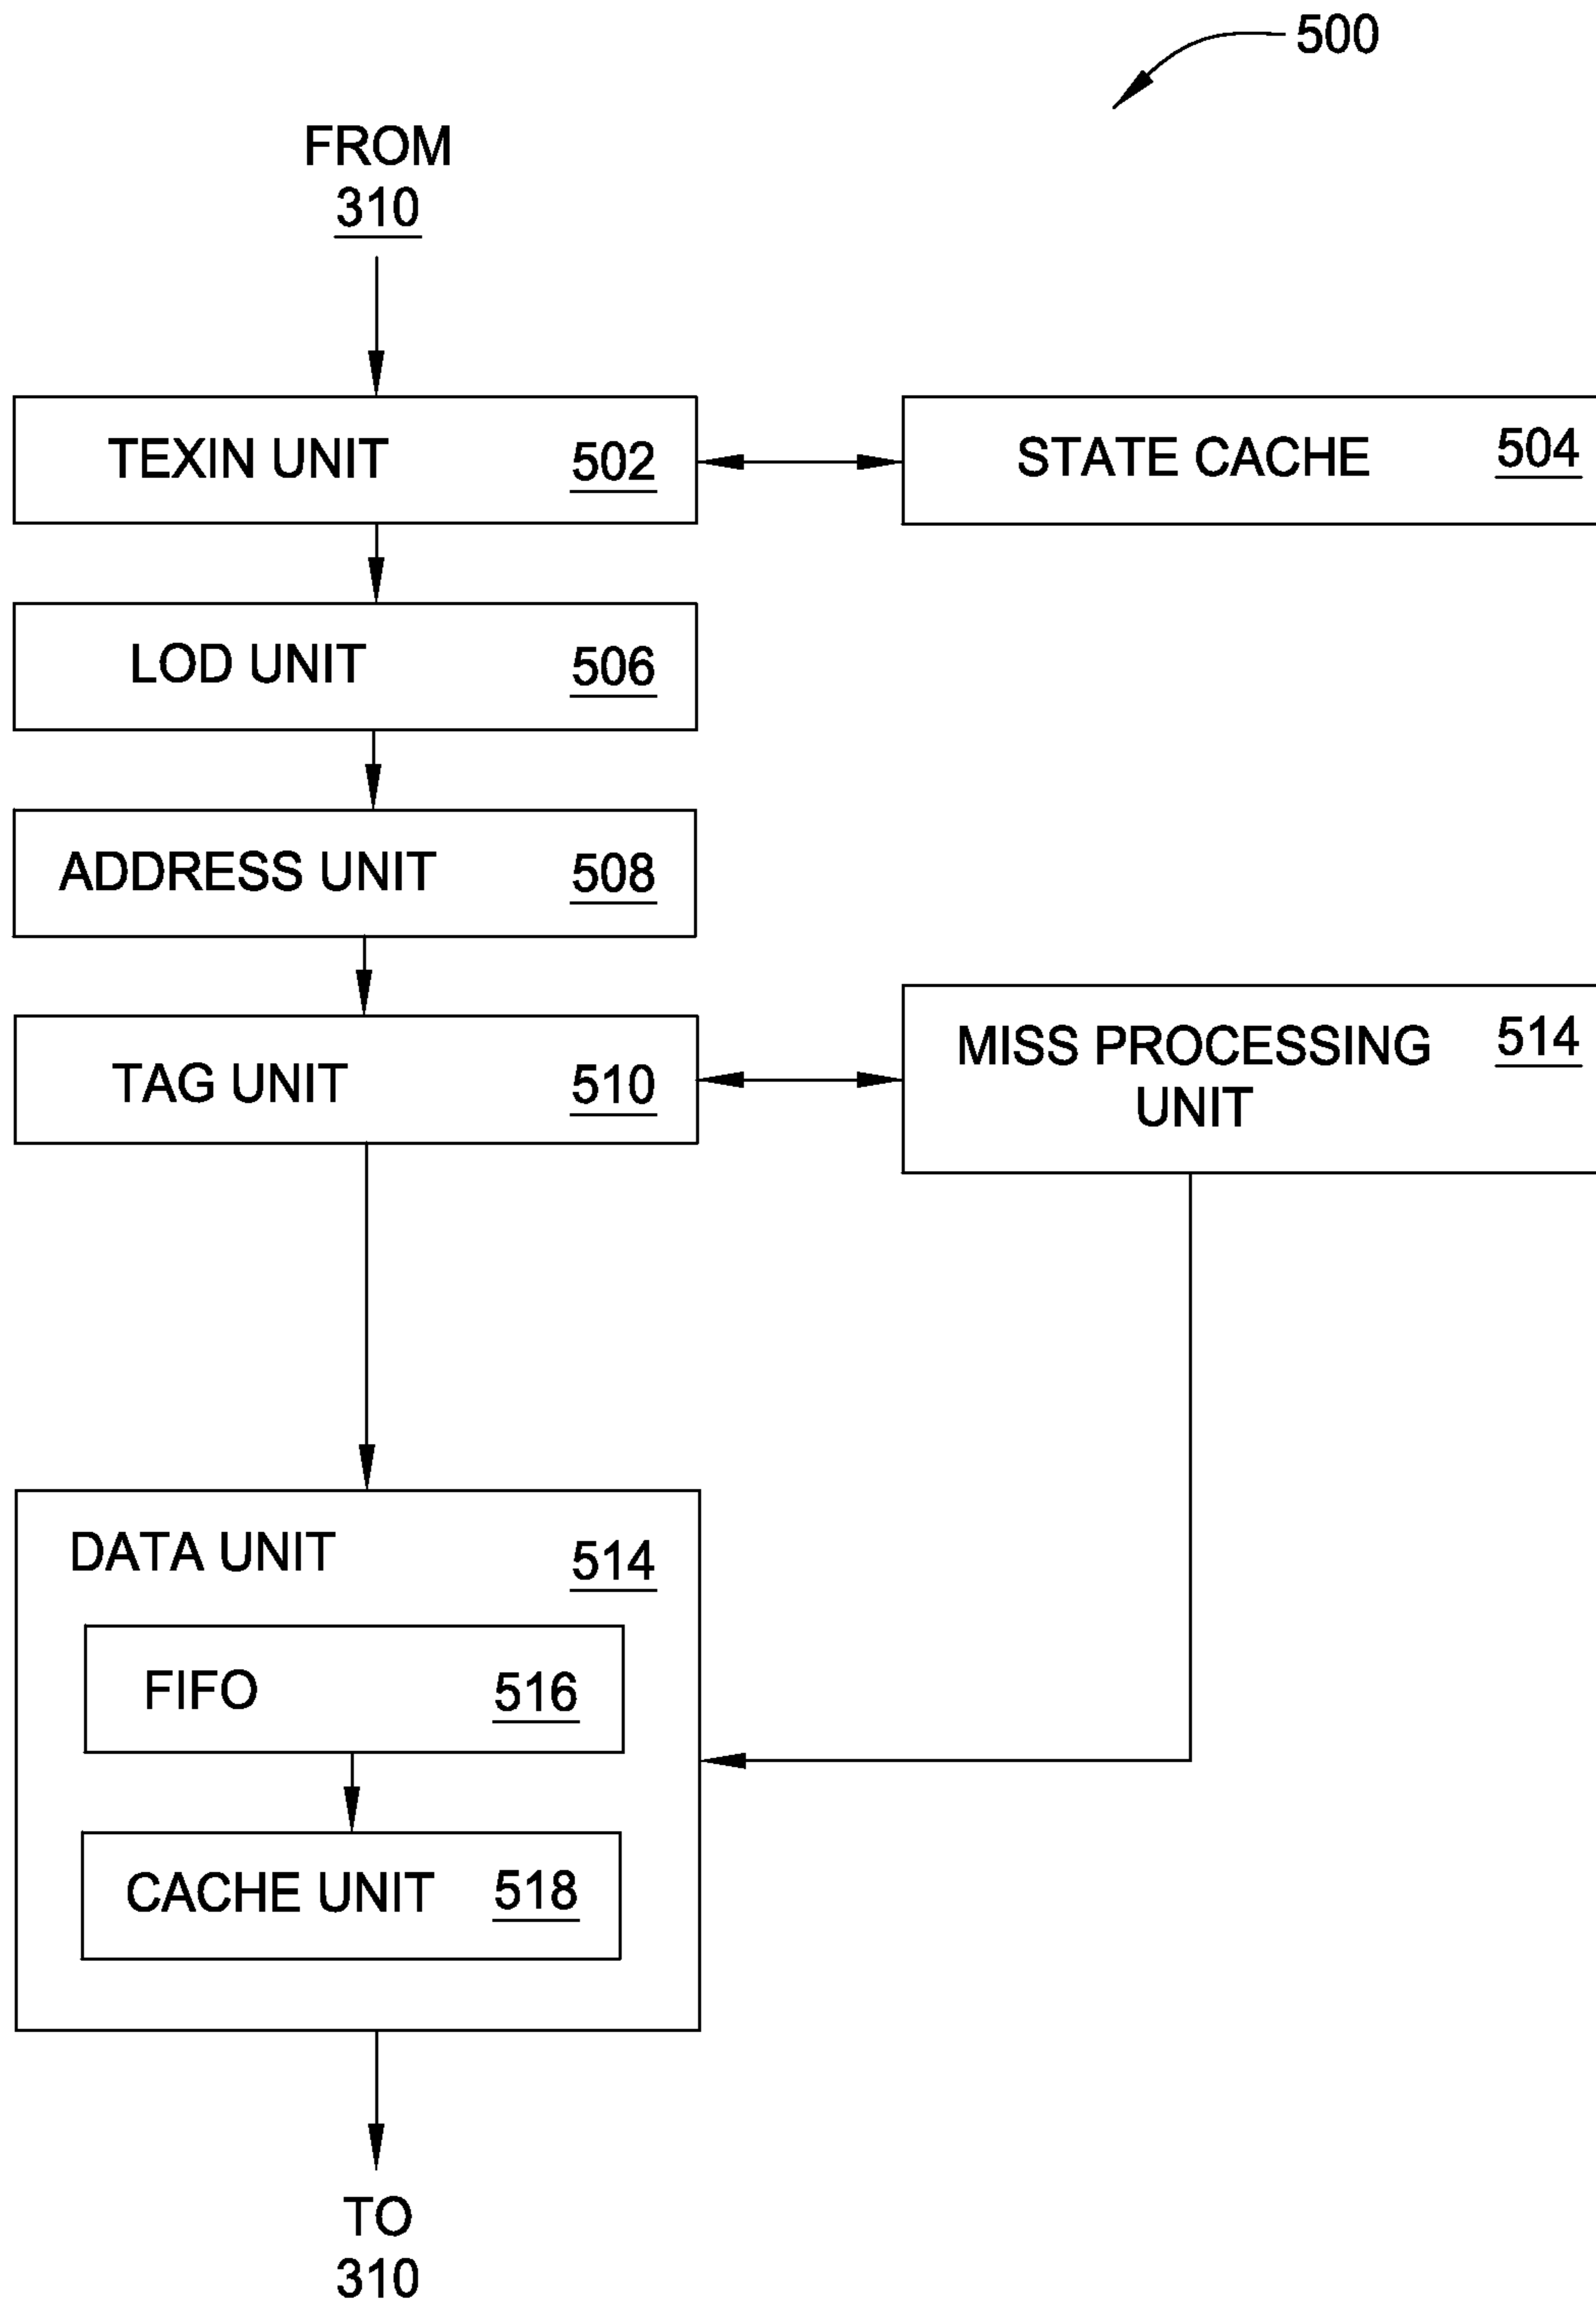 500
FROM
310
TEXIN UNIT 502
STATE CACHE 504
LOD UNIT 506
ADDRESS UNIT 508
TAG UNIT 510
MISS PROCESSING 514
UNIT
DATA UNIT 514
FIFO 516
CACHE UNIT 518
TO
310